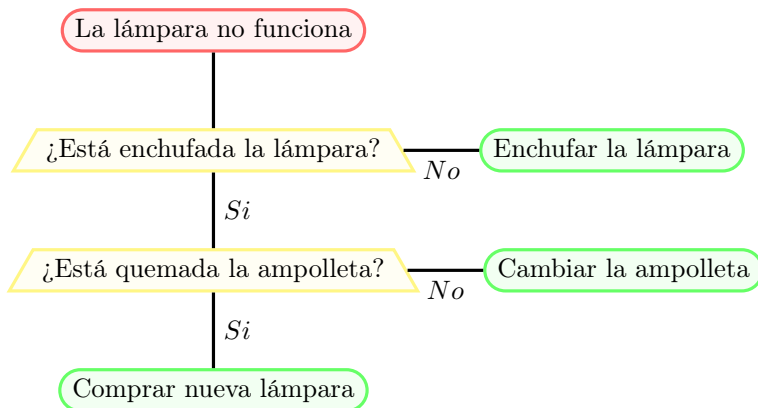 La lámpara no funciona
¿Está enchufada la lámpara?
No
Enchufar la lámpara
Si
¿Está quemada la ampolleta?
No
Cambiar la ampolleta
Si
Comprar nueva lámpara